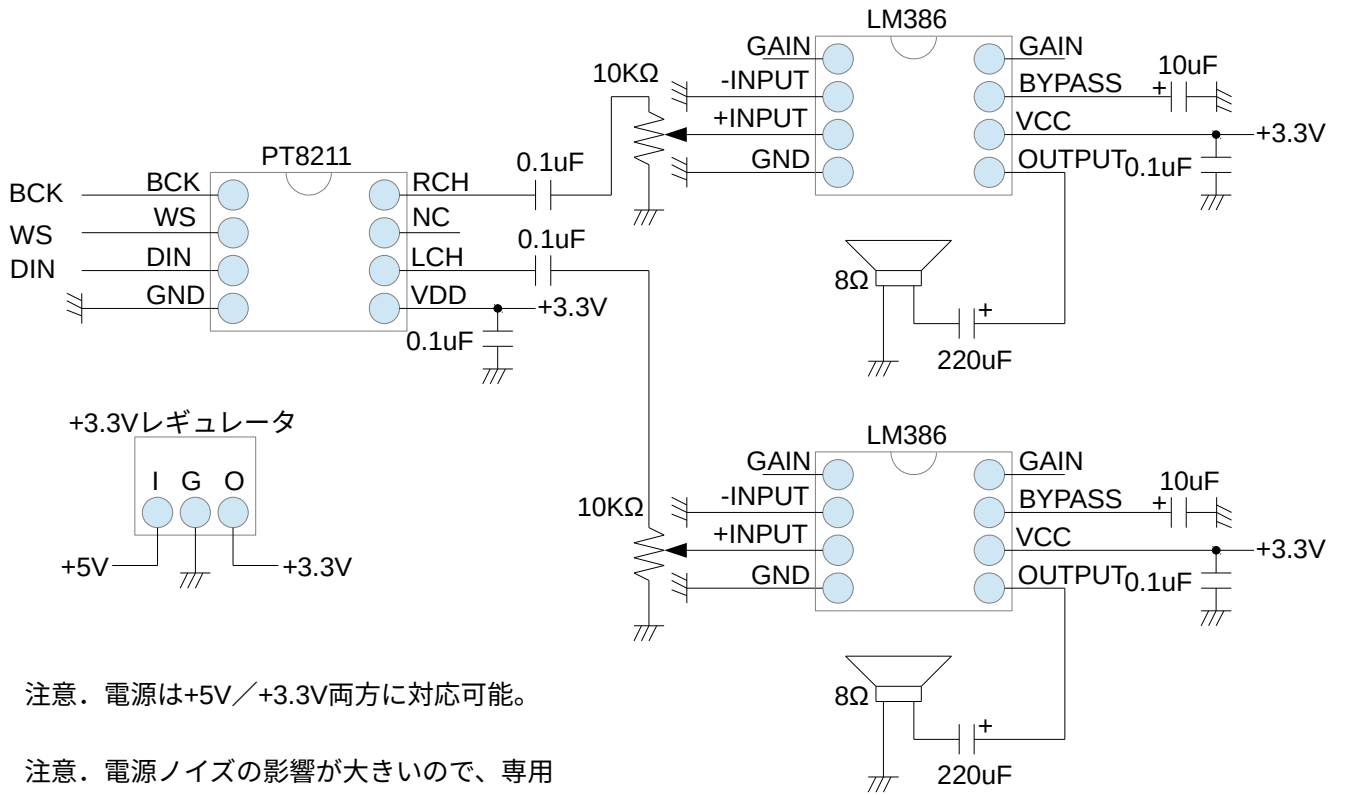 LM386
GAIN
GAIN
10KΩ
-INPUT
BYPASS
10uF
+
+INPUT
VCC
+3.3V
GND
OUTPUT
0.1uF
PT8211
0.1uF
BCK
BCK
RCH
WS
WS
NC
0.1uF
DIN
DIN
LCH
GND
VDD
+3.3V
0.1uF
8Ω
+
220uF
+3.3Vレギュレータ
I G O
+5V
+3.3V
LM386
GAIN
GAIN
10KΩ
-INPUT
BYPASS
10uF
+
+INPUT
VCC
+3.3V
GND
OUTPUT
0.1uF
8Ω
+
220uF
注意．電源は+5V／+3.3V両方に対応可能。
注意．電源ノイズの影響が大きいので、専用